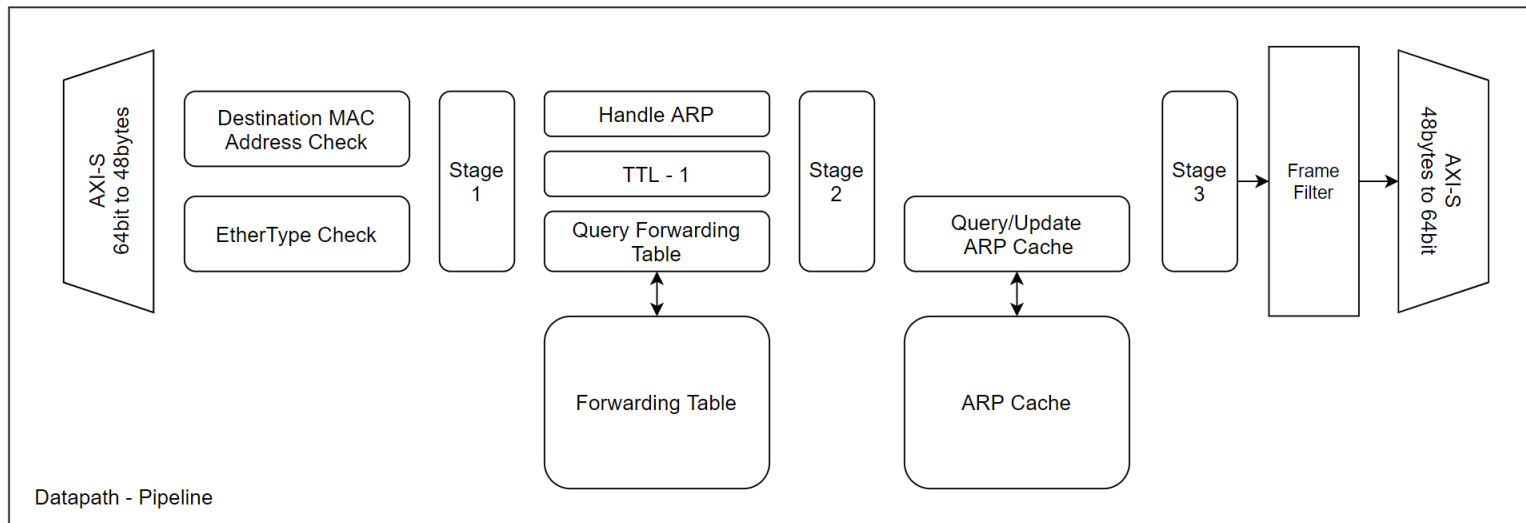 AXI-S
64bit to 48bytes
Destination MAC
Address Check
EtherType Check
Stage
1
Handle ARP
TTL - 1
Query Forwarding
Table
Forwarding Table
Stage
2
Query/Update
ARP Cache
ARP Cache
Stage
3
Frame
Filter
AXI-S
48bytes to 64bit
Datapath - Pipeline